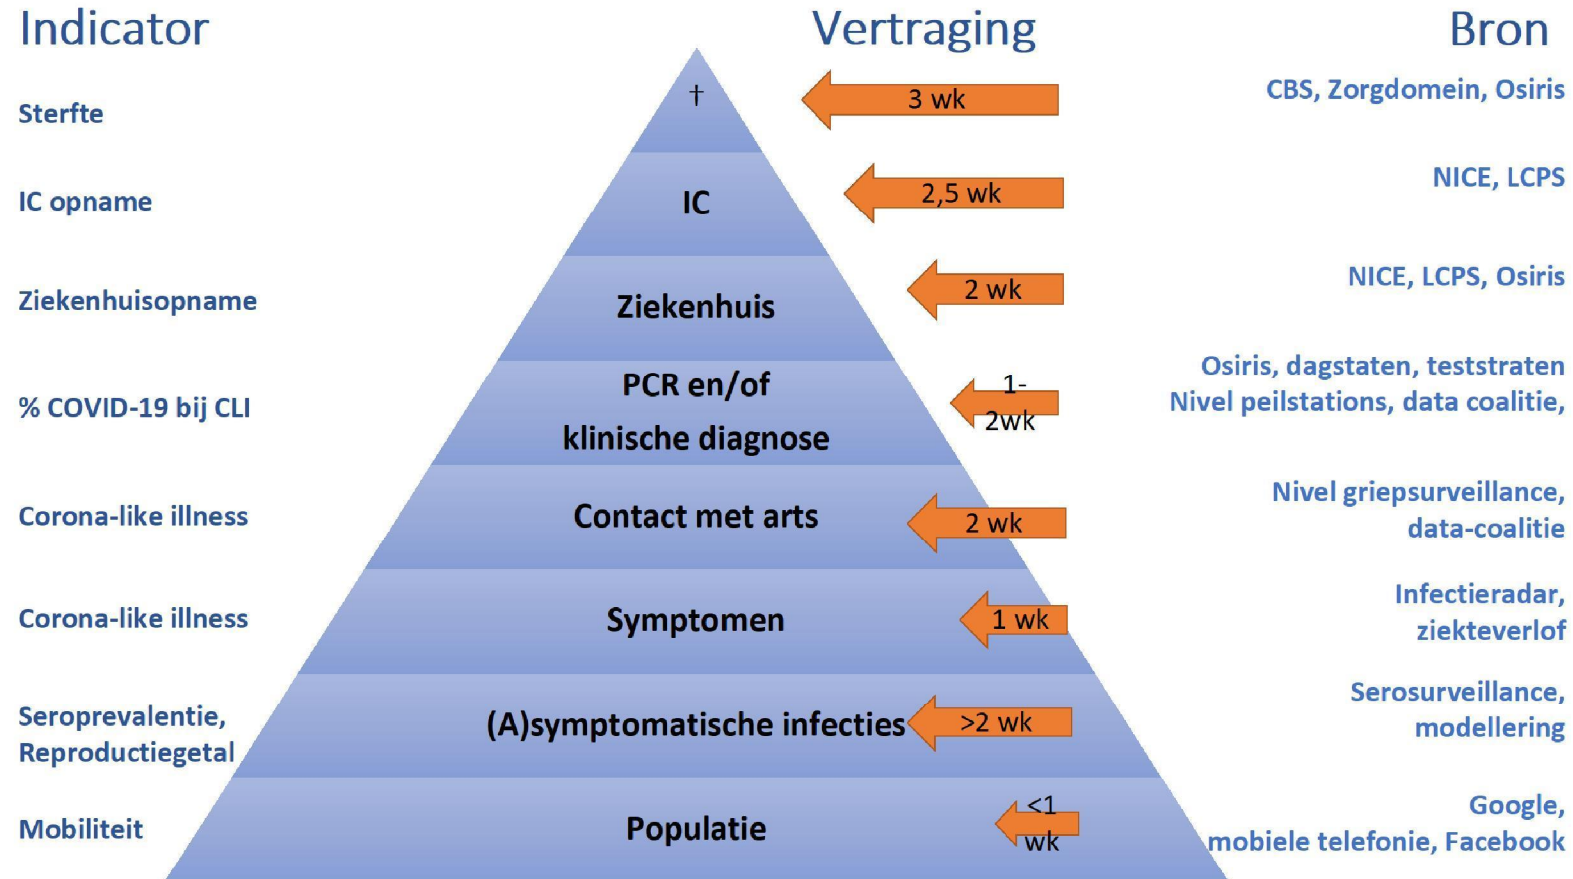 Indicator
Vertraging
Bron
Sterfte
†
3 wk
CBS, Zorgdomein, Osiris
IC opname
IC
2,5 wk
NICE, LCPS
Ziekenhuisopname
Ziekenhuis
2 wk
NICE, LCPS, Osiris
% COVID-19 bij CLI
PCR en/of
klinische diagnose
1-
2wk
Osiris, dagstaten, teststraten
Nivel peilstations, data coalitie,
Corona-like illness
Contact met arts
2 wk
Nivel griepsurveillance,
data-coalitie
Corona-like illness
Symptomen
1 wk
Infectieradar,
ziekteverlof
Seroprevalentie,
Reproductiegetal
(A)symptomatische infecties
>2 wk
Serosurveillance,
modellering
Mobiliteit
Populatie
<1
wk
Google,
mobiele telefonie, Facebook